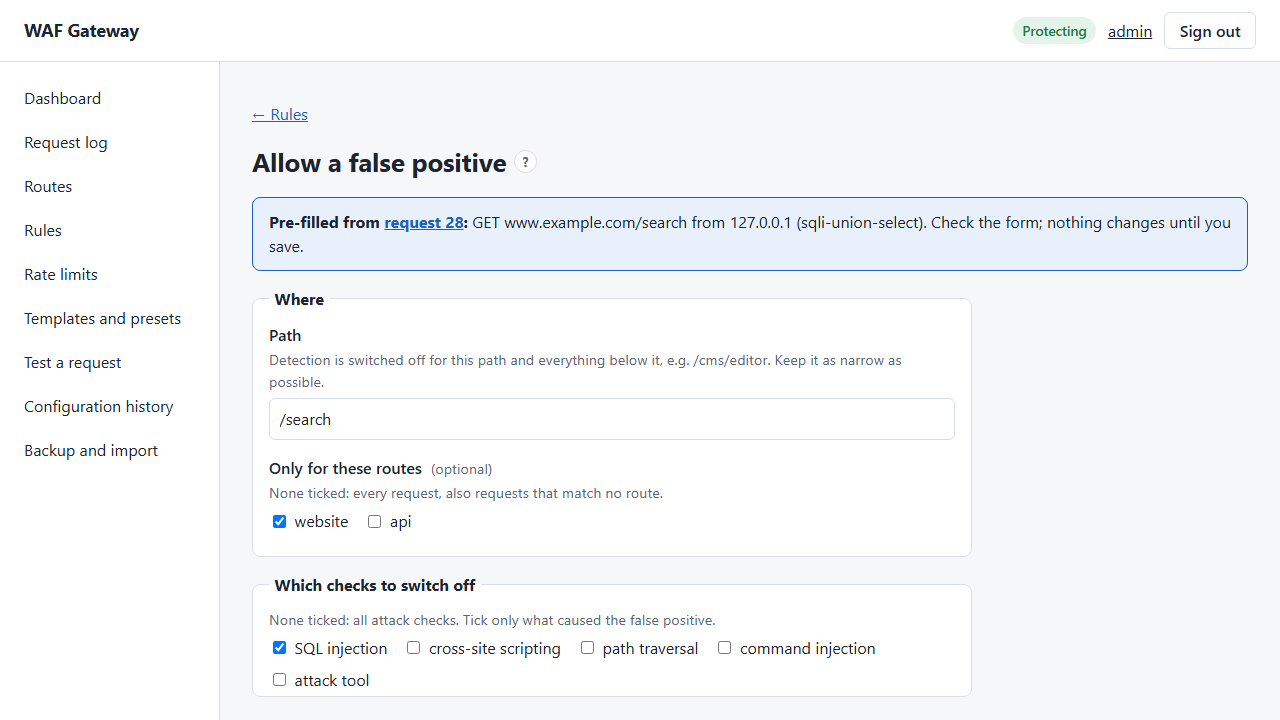 WAF Gateway
Protecting
admin
Sign out
Dashboard
Request log
Routes
Rules
Rate limits
Templates and presets
Test a request
Configuration history
Backup and import
← Rules
Allow a false positive ?
Pre-filled from request 28: GET www.example.com/search from 127.0.0.1 (sqli-union-select). Check the form; nothing changes until you
save.
Where
Path
Detection is switched off for this path and everything below it, e.g. /cms/editor. Keep it as narrow as
possible.
/search
Only for these routes (optional)
None ticked: every request, also requests that match no route.
website api
Which checks to switch off
None ticked: all attack checks. Tick only what caused the false positive.
SQL injection cross-site scripting path traversal command injection
attack tool